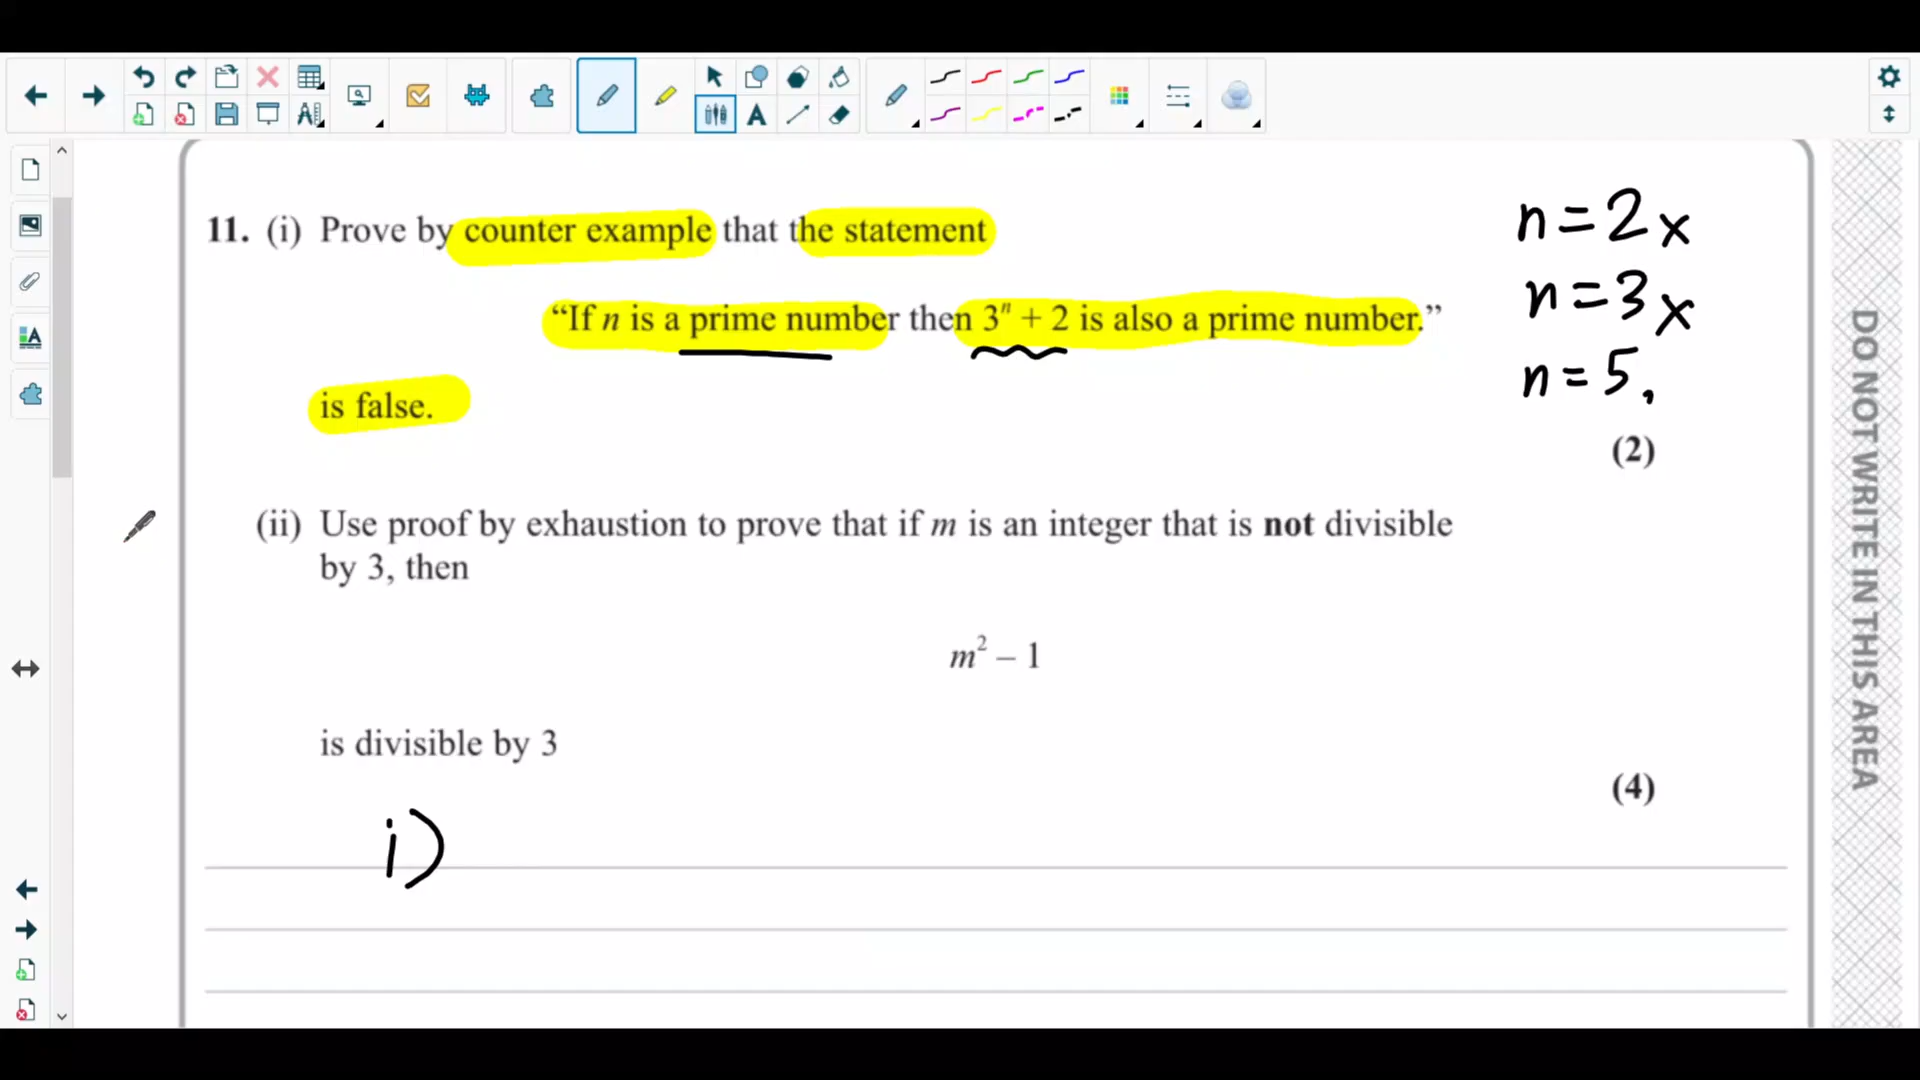 11. (i) Prove by counter example that the statement
n = 2 x
“If n is a prime number then 3ⁿ + 2 is also a prime number.”
n = 3 x
is false.
n = 5,
(2)
(ii) Use proof by exhaustion to prove that if m is an integer that is not divisible
by 3, then
m² – 1
is divisible by 3
(4)
i)
DO NOT WRITE IN THIS AREA